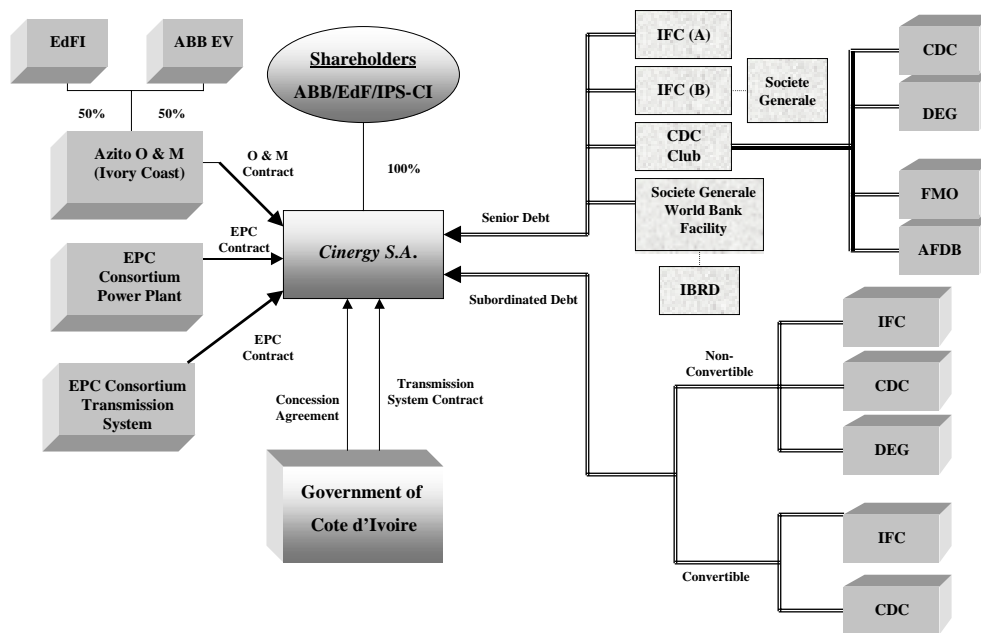 EdFI
ABB EV
50%
50%
Azito O & M
(Ivory Coast)
O & M
Contract
Shareholders
ABB/EdF/IPS-CI
100%
EPC
Consortium
Power Plant
EPC
Contract
Cinergy S.A.
EPC Consortium
Transmission
System
EPC
Contract
Concession
Agreement
Transmission
System Contract
Government of
Cote d'Ivoire
Senior Debt
Subordinated Debt
IFC (A)
IFC (B)
Societe
Generale
CDC
Club
Societe Generale
World Bank
Facility
IBRD
CDC
DEG
FMO
AFDB
Non-
Convertible
IFC
CDC
DEG
Convertible
IFC
CDC